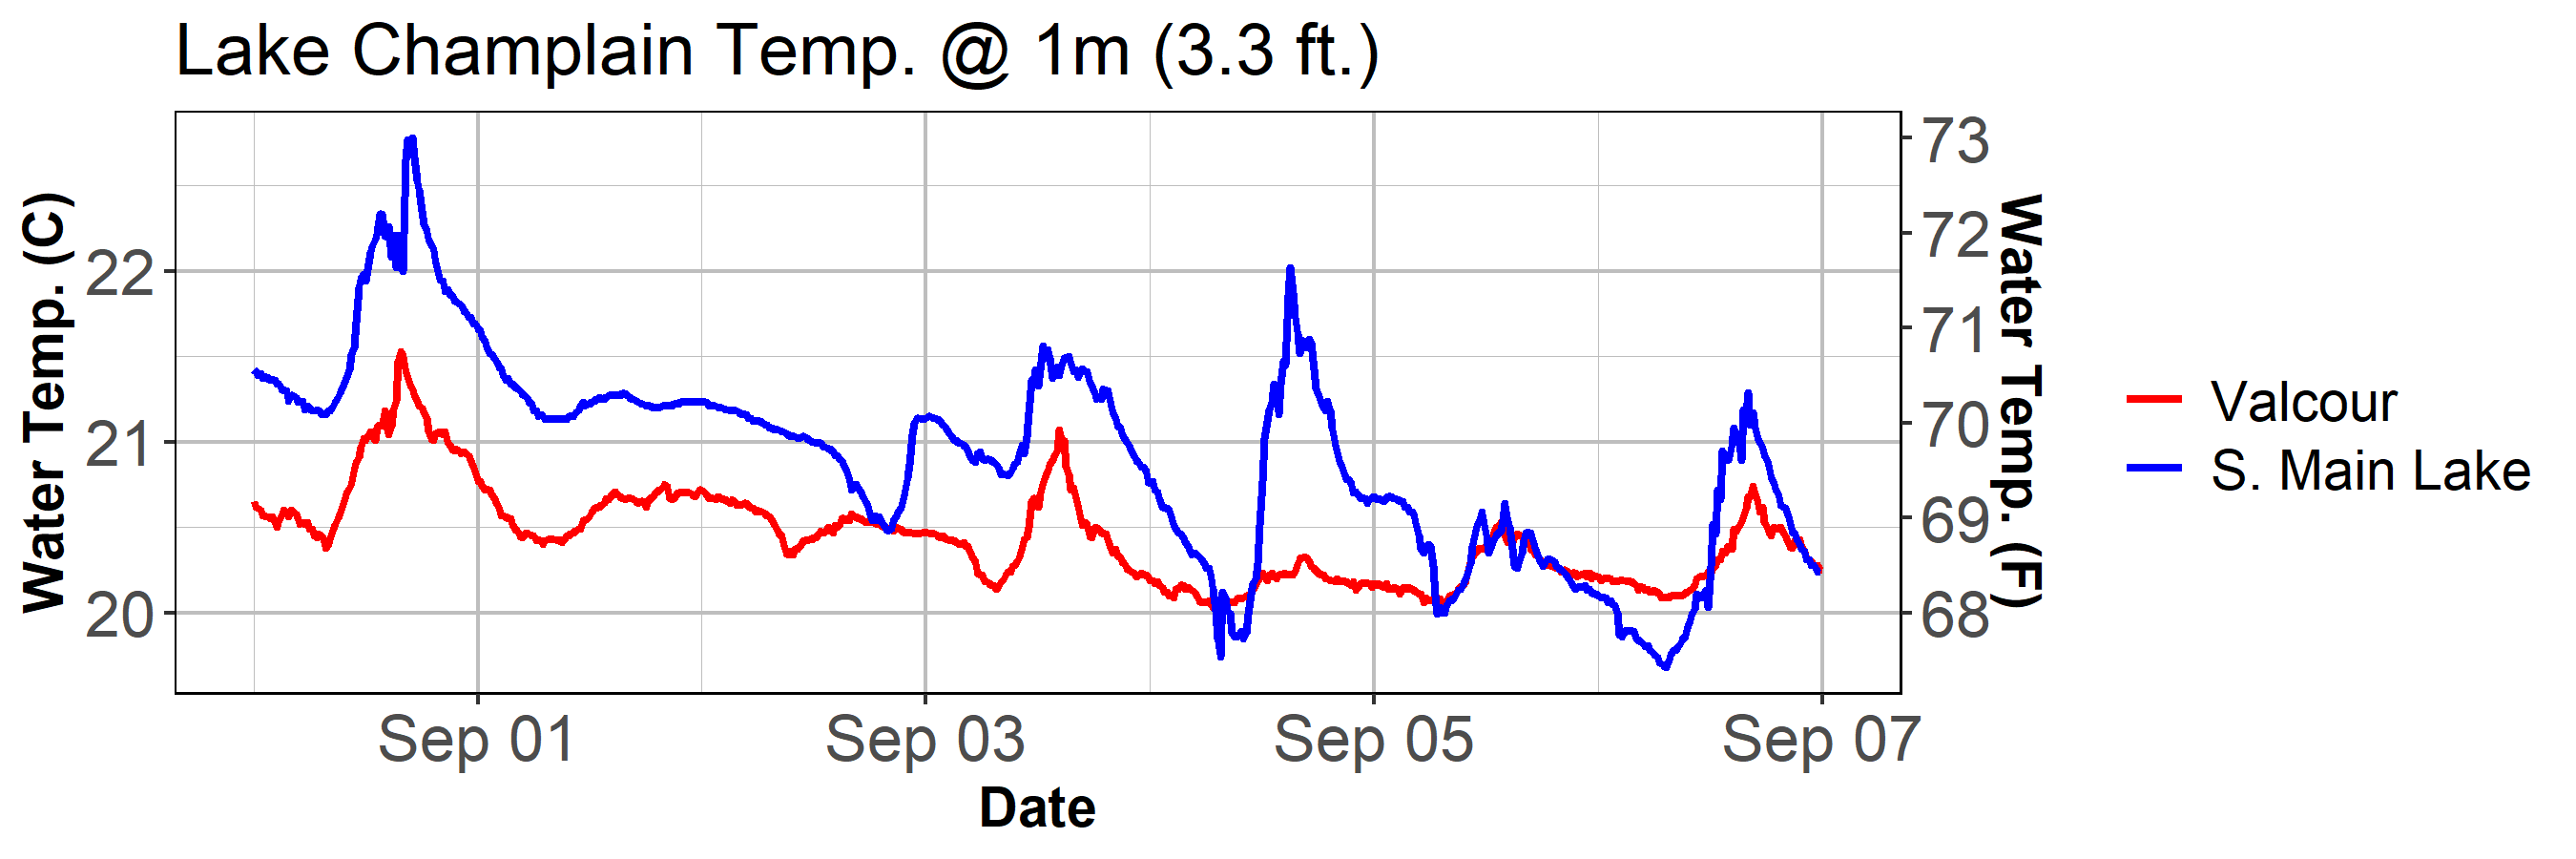 Lake Champlain Temp. @ 1m (3.3 ft.)
Water Temp. (C)
22
21
20
73
72
71
70
69
68
Water Temp. (F)
Sep 01
Sep 03
Sep 05
Sep 07
Date
Valcour
S. Main Lake